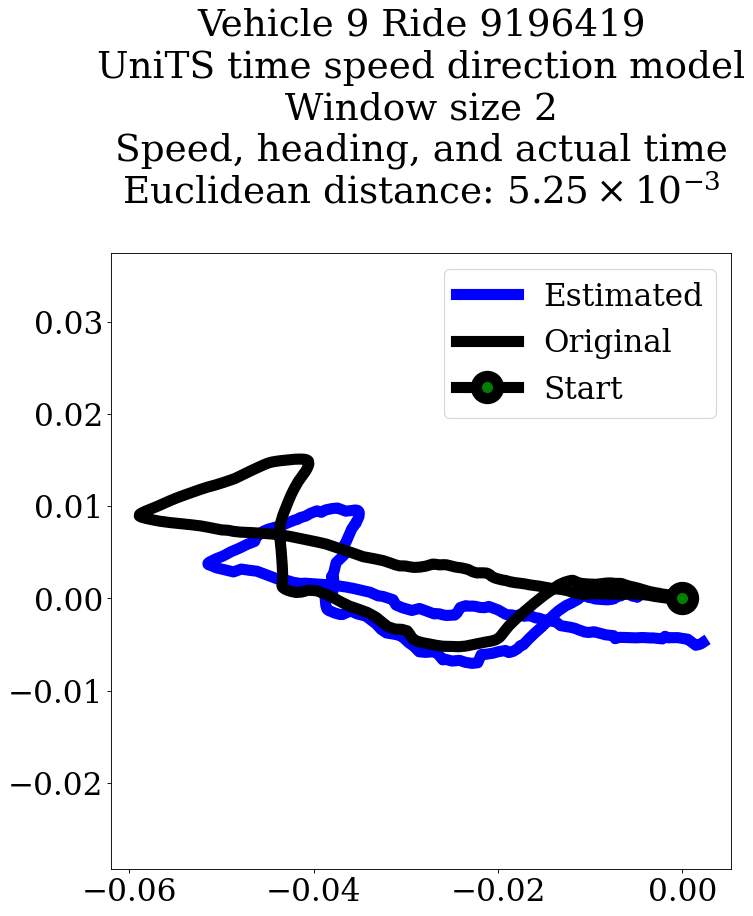 Vehicle 9 Ride 9196419
UniTS time speed direction model
Window size 2
Speed, heading, and actual time
Euclidean distance: 5.25 × 10⁻³
Estimated
Original
Start
0.03
0.02
0.01
0.00
−0.01
−0.02
−0.06 −0.04 −0.02 0.00